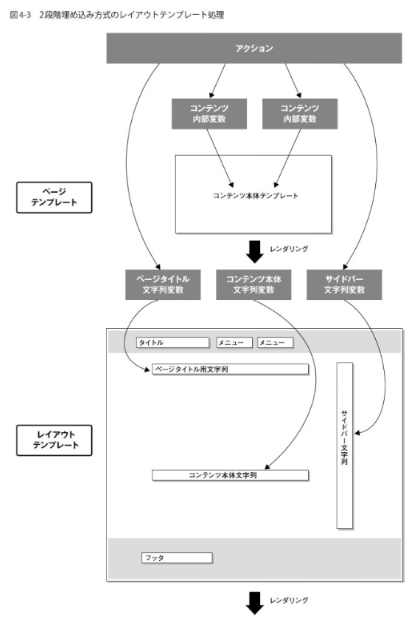 図4-3 2段階埋め込み方式のレイアウトテンプレート処理
アクション
コンテンツ
内部変数
コンテンツ
内部変数
ページ
テンプレート
コンテンツ本体テンプレート
レンダリング
ページタイトル
文字列変数
コンテンツ本体
文字列変数
サイドバー
文字列変数
タイトル
メニュー
メニュー
ページタイトル用文字列
サイドバー文字列
レイアウト
テンプレート
コンテンツ本体文字列
フッタ
レンダリング